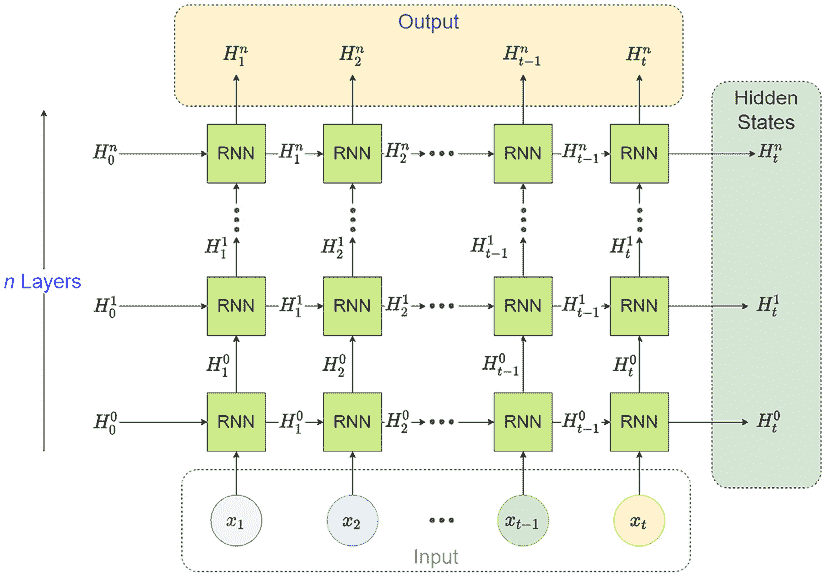 Output
H_1^n H_2^n H_{t-1}^n H_t^n
Hidden
States
H_0^n RNN H_1^n RNN H_2^n ••• RNN H_{t-1}^n RNN H_t^n
H_1^1 H_2^1 H_{t-1}^1 H_t^1
n Layers
H_0^1 RNN H_1^1 RNN H_2^1 ••• RNN H_{t-1}^1 RNN H_t^1
H_1^0 H_2^0 H_{t-1}^0 H_t^0
H_0^0 RNN H_1^0 RNN H_2^0 ••• RNN H_{t-1}^0 RNN H_t^0
x_1 x_2 ••• x_{t-1} x_t
Input